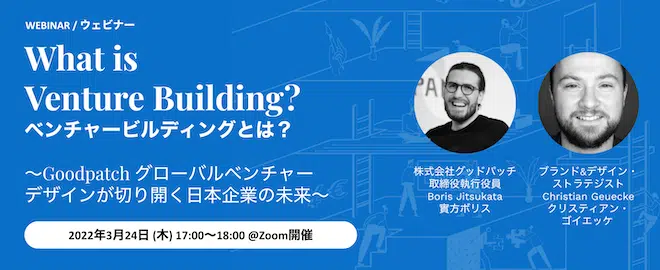 WEBINAR / ウェビナー
What is
Venture Building?
ベンチャービルディングとは？
〜Goodpatch グローバルベンチャー
デザインが切り開く日本企業の未来〜
2022年3月24日 (木) 17:00〜18:00 @Zoom開催
株式会社グッドパッチ
取締役執行役員
Boris Jitsukata
實方ボリス
ブランド&デザイン・
ストラテジスト
Christian Geuecke
クリスティアン・
ゴイエッケ